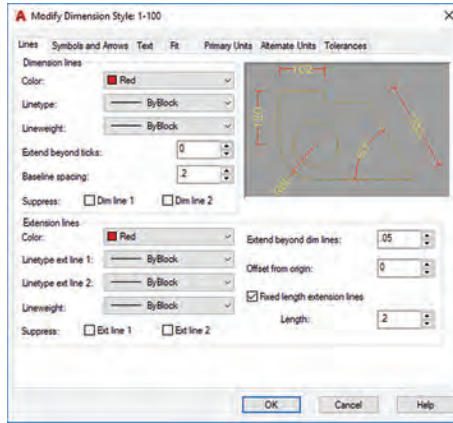 Modify Dimension Style: 1-100
Lines Symbols and Arrows Text Fit Primary Units Alternate Units Tolerances
Dimension lines
Color: Red
Linetype: ByBlock
Lineweight: ByBlock
Extend beyond ticks: 0
Baseline spacing: .2
Suppress: Dim line 1 Dim line 2
Extension lines
Color: Red
Linetype ext line 1: ByBlock
Linetype ext line 2: ByBlock
Lineweight: ByBlock
Suppress: Ext line 1 Ext line 2
Extend beyond dim lines: .05
Offset from origin: 0
Fixed length extension lines
Length: .2
OK Cancel Help